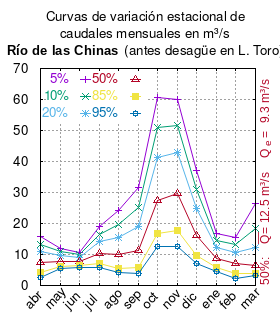 Curvas de variación estacional de
caudales mensuales en m³/s
Río de las Chinas (antes desagüe en L. Toro)
70
60
50
40
30
20
10
0
5% 50%
10% 85%
20% 95%
abr may jun jul ago sep oct nov dic ene feb mar
50%: Q= 12.5 m³/s Qe = 9.3 m³/s